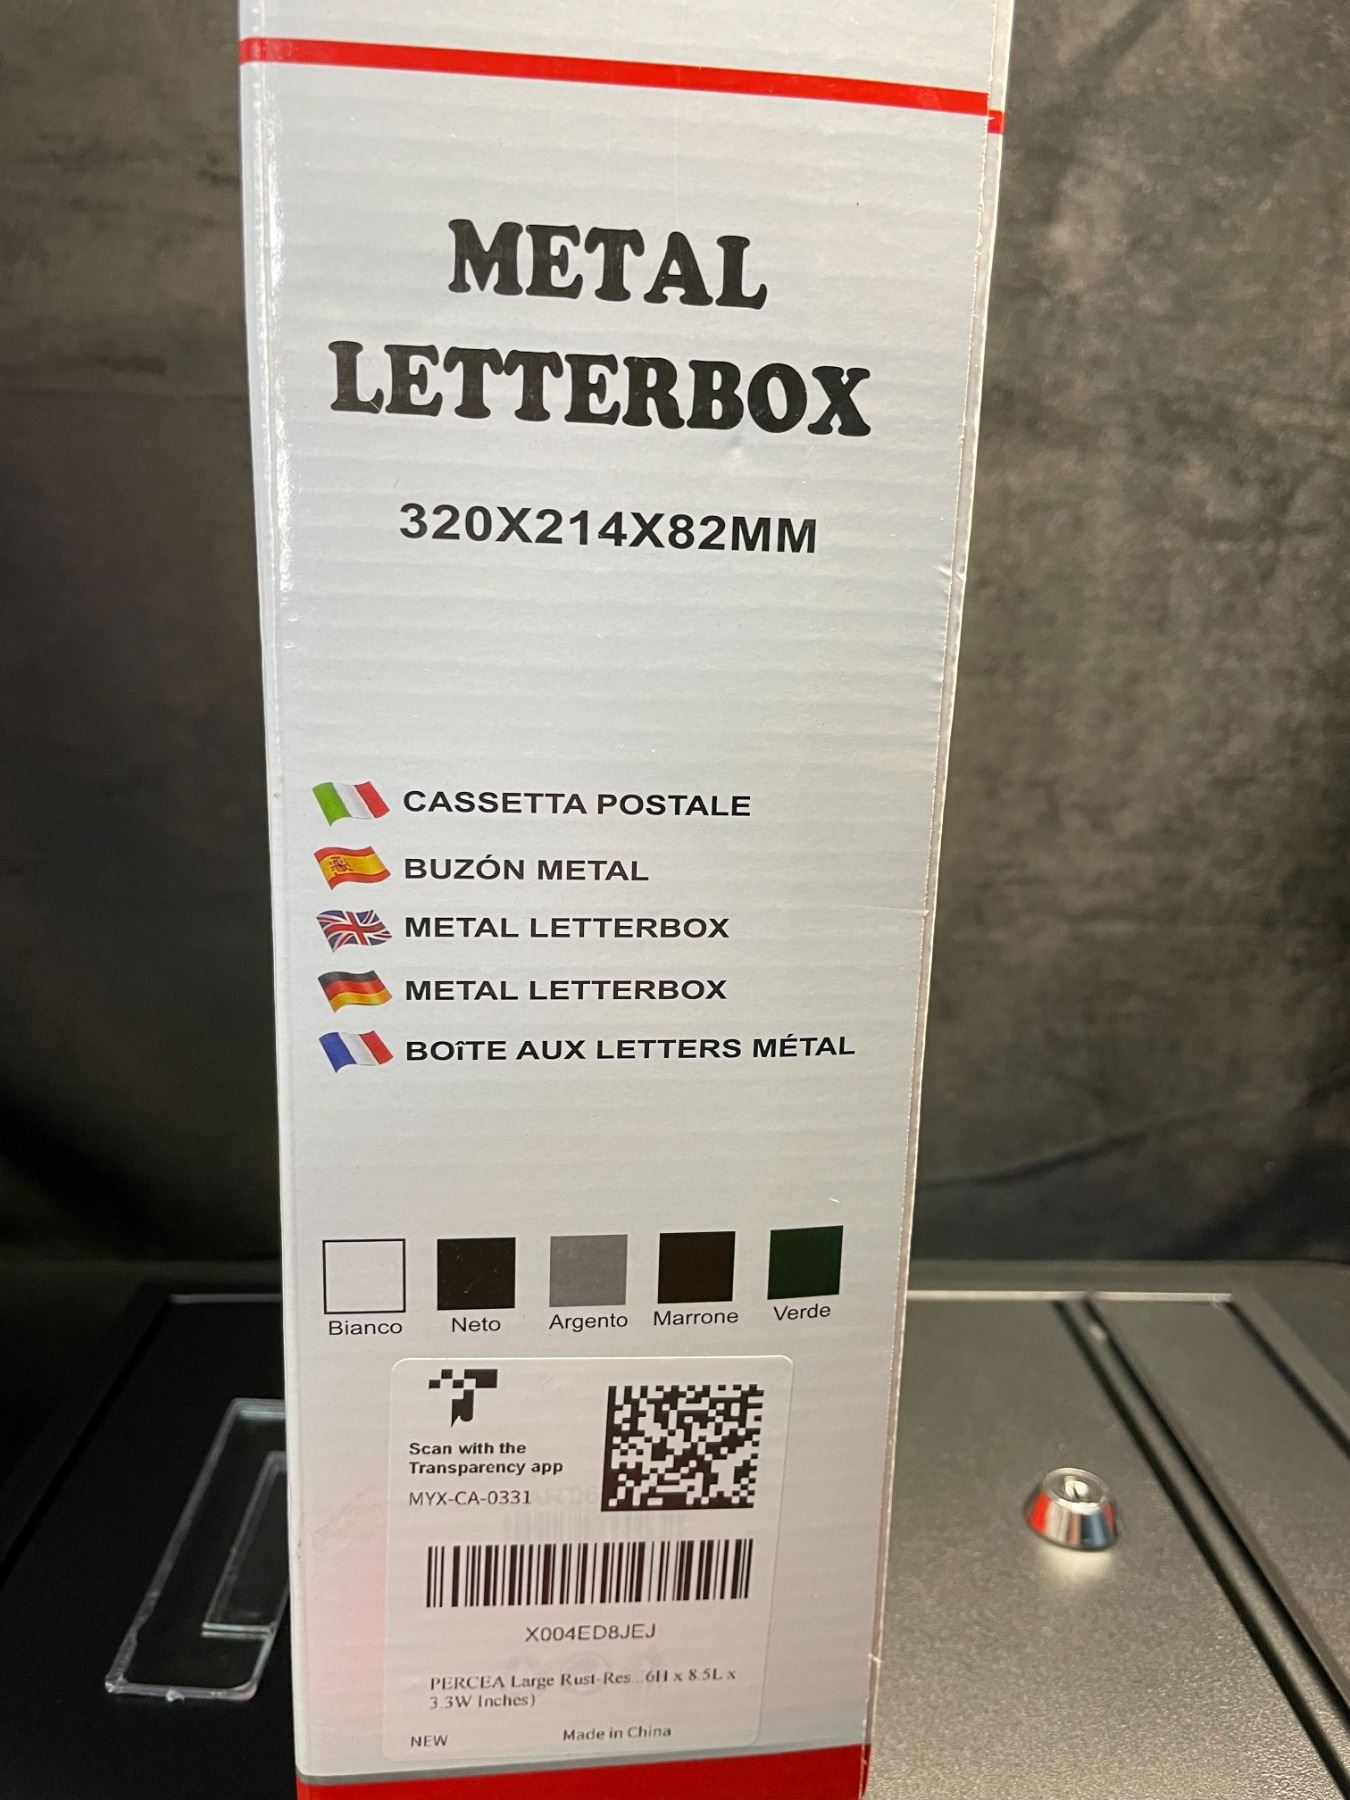 METAL
LETTERBOX
320X214X82MM
CASSETTA POSTALE
BUZÓN METAL
METAL LETTERBOX
METAL LETTERBOX
BOîTE AUX LETTERS MÉTAL
Bianco Neto Argento Marrone Verde
Scan with the
Transparency app
MYX-CA-0331
X004ED8JEJ
PERCEA Large Rust-Res...6H x 8.5L x
3.3W Inches)
NEW Made in China